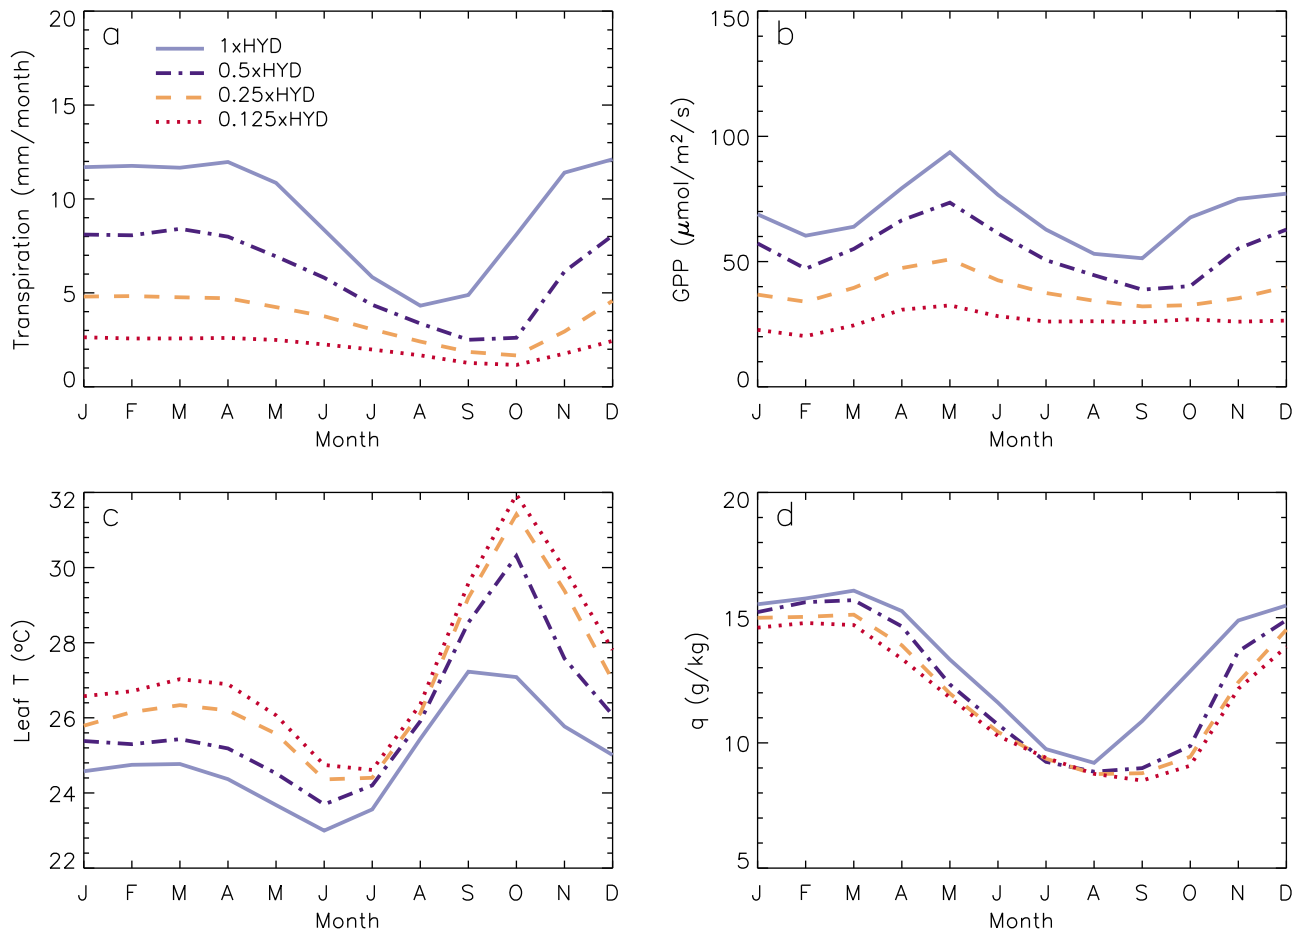 a
1xHYD
0.5xHYD
0.25xHYD
0.125xHYD
Transpiration (mm/month)
20
15
10
5
0
J F M A M J J A S O N D
Month
b
GPP (μmol/m²/s)
150
100
50
0
J F M A M J J A S O N D
Month
c
Leaf T (ºC)
32
30
28
26
24
22
J F M A M J J A S O N D
Month
d
q (g/kg)
20
15
10
5
J F M A M J J A S O N D
Month